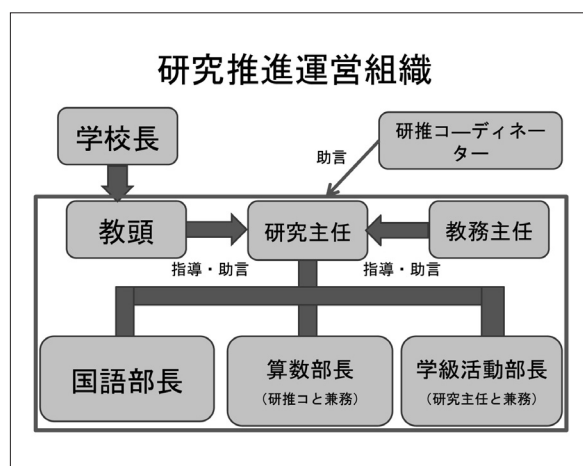 研究推進運営組織
学校長
研推コーディネー
ター
助言
教頭
研究主任
教務主任
指導・助言
指導・助言
国語部長
算数部長
(研推コと兼務)
学級活動部長
(研究主任と兼務)